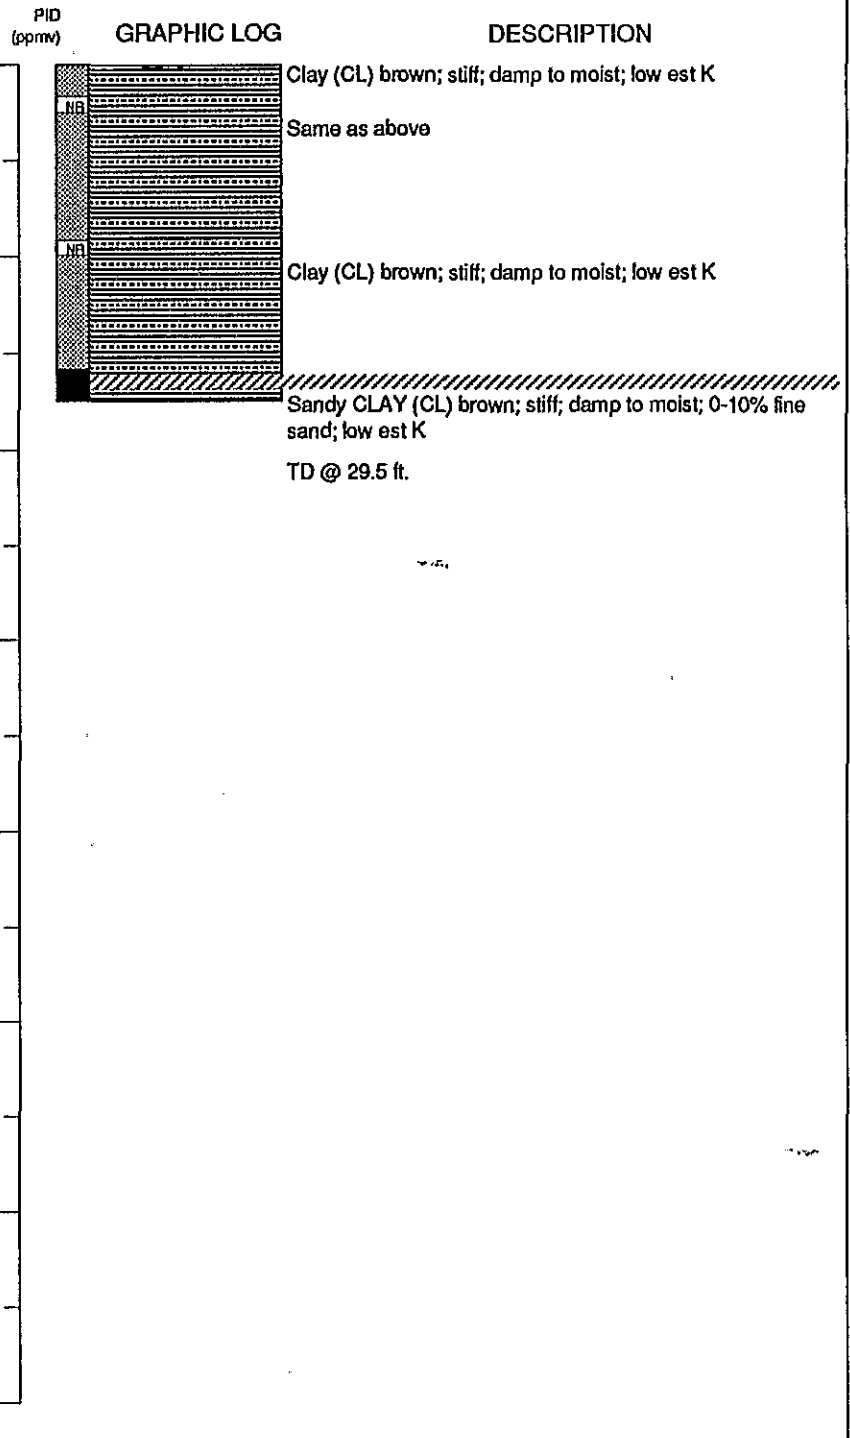 PID
(ppmv) GRAPHIC LOG DESCRIPTION
Clay (CL) brown; stiff; damp to moist; low est K
NR
Same as above
NR
Clay (CL) brown; stiff; damp to moist; low est K
Sandy CLAY (CL) brown; stiff; damp to moist; 0-10% fine
sand; low est K
TD @ 29.5 ft.